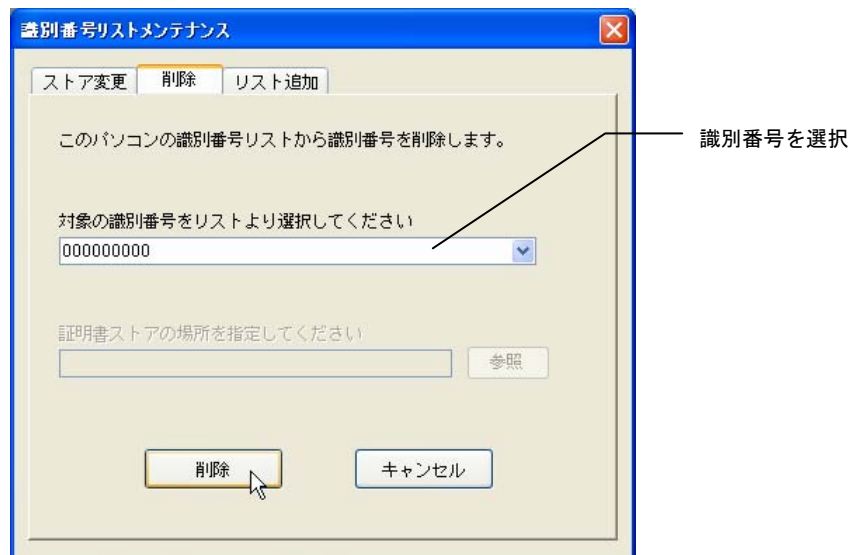 識別番号リストメンテナンス
ストア変更 削除 リスト追加
このパソコンの識別番号リストから識別番号を削除します。
識別番号を選択
対象の識別番号をリストより選択してください
000000000
証明書ストアの場所を指定してください
参照
削除 キャンセル